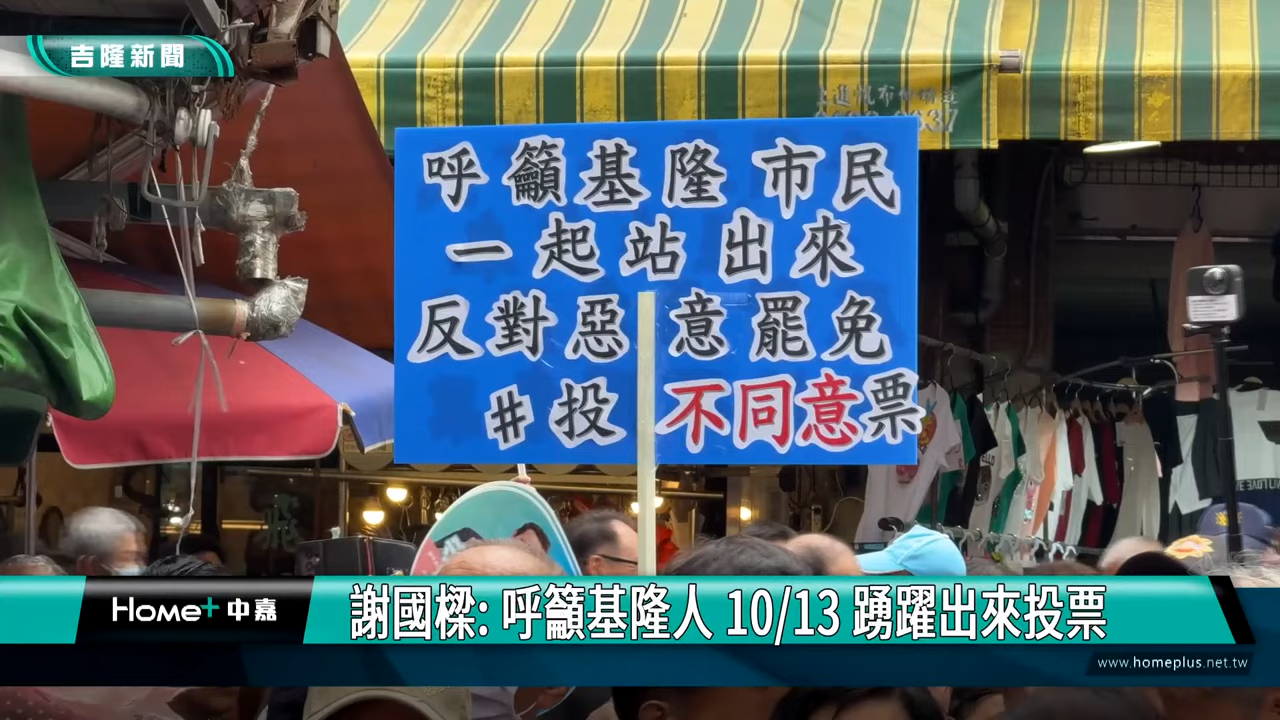 吉隆新聞
呼籲基隆市民
一起站出來
反對惡意罷免
#投不同意票
飛
Home+中嘉
謝國樑:呼籲基隆人 10/13 踴躍出來投票
www.homeplus.net.tw